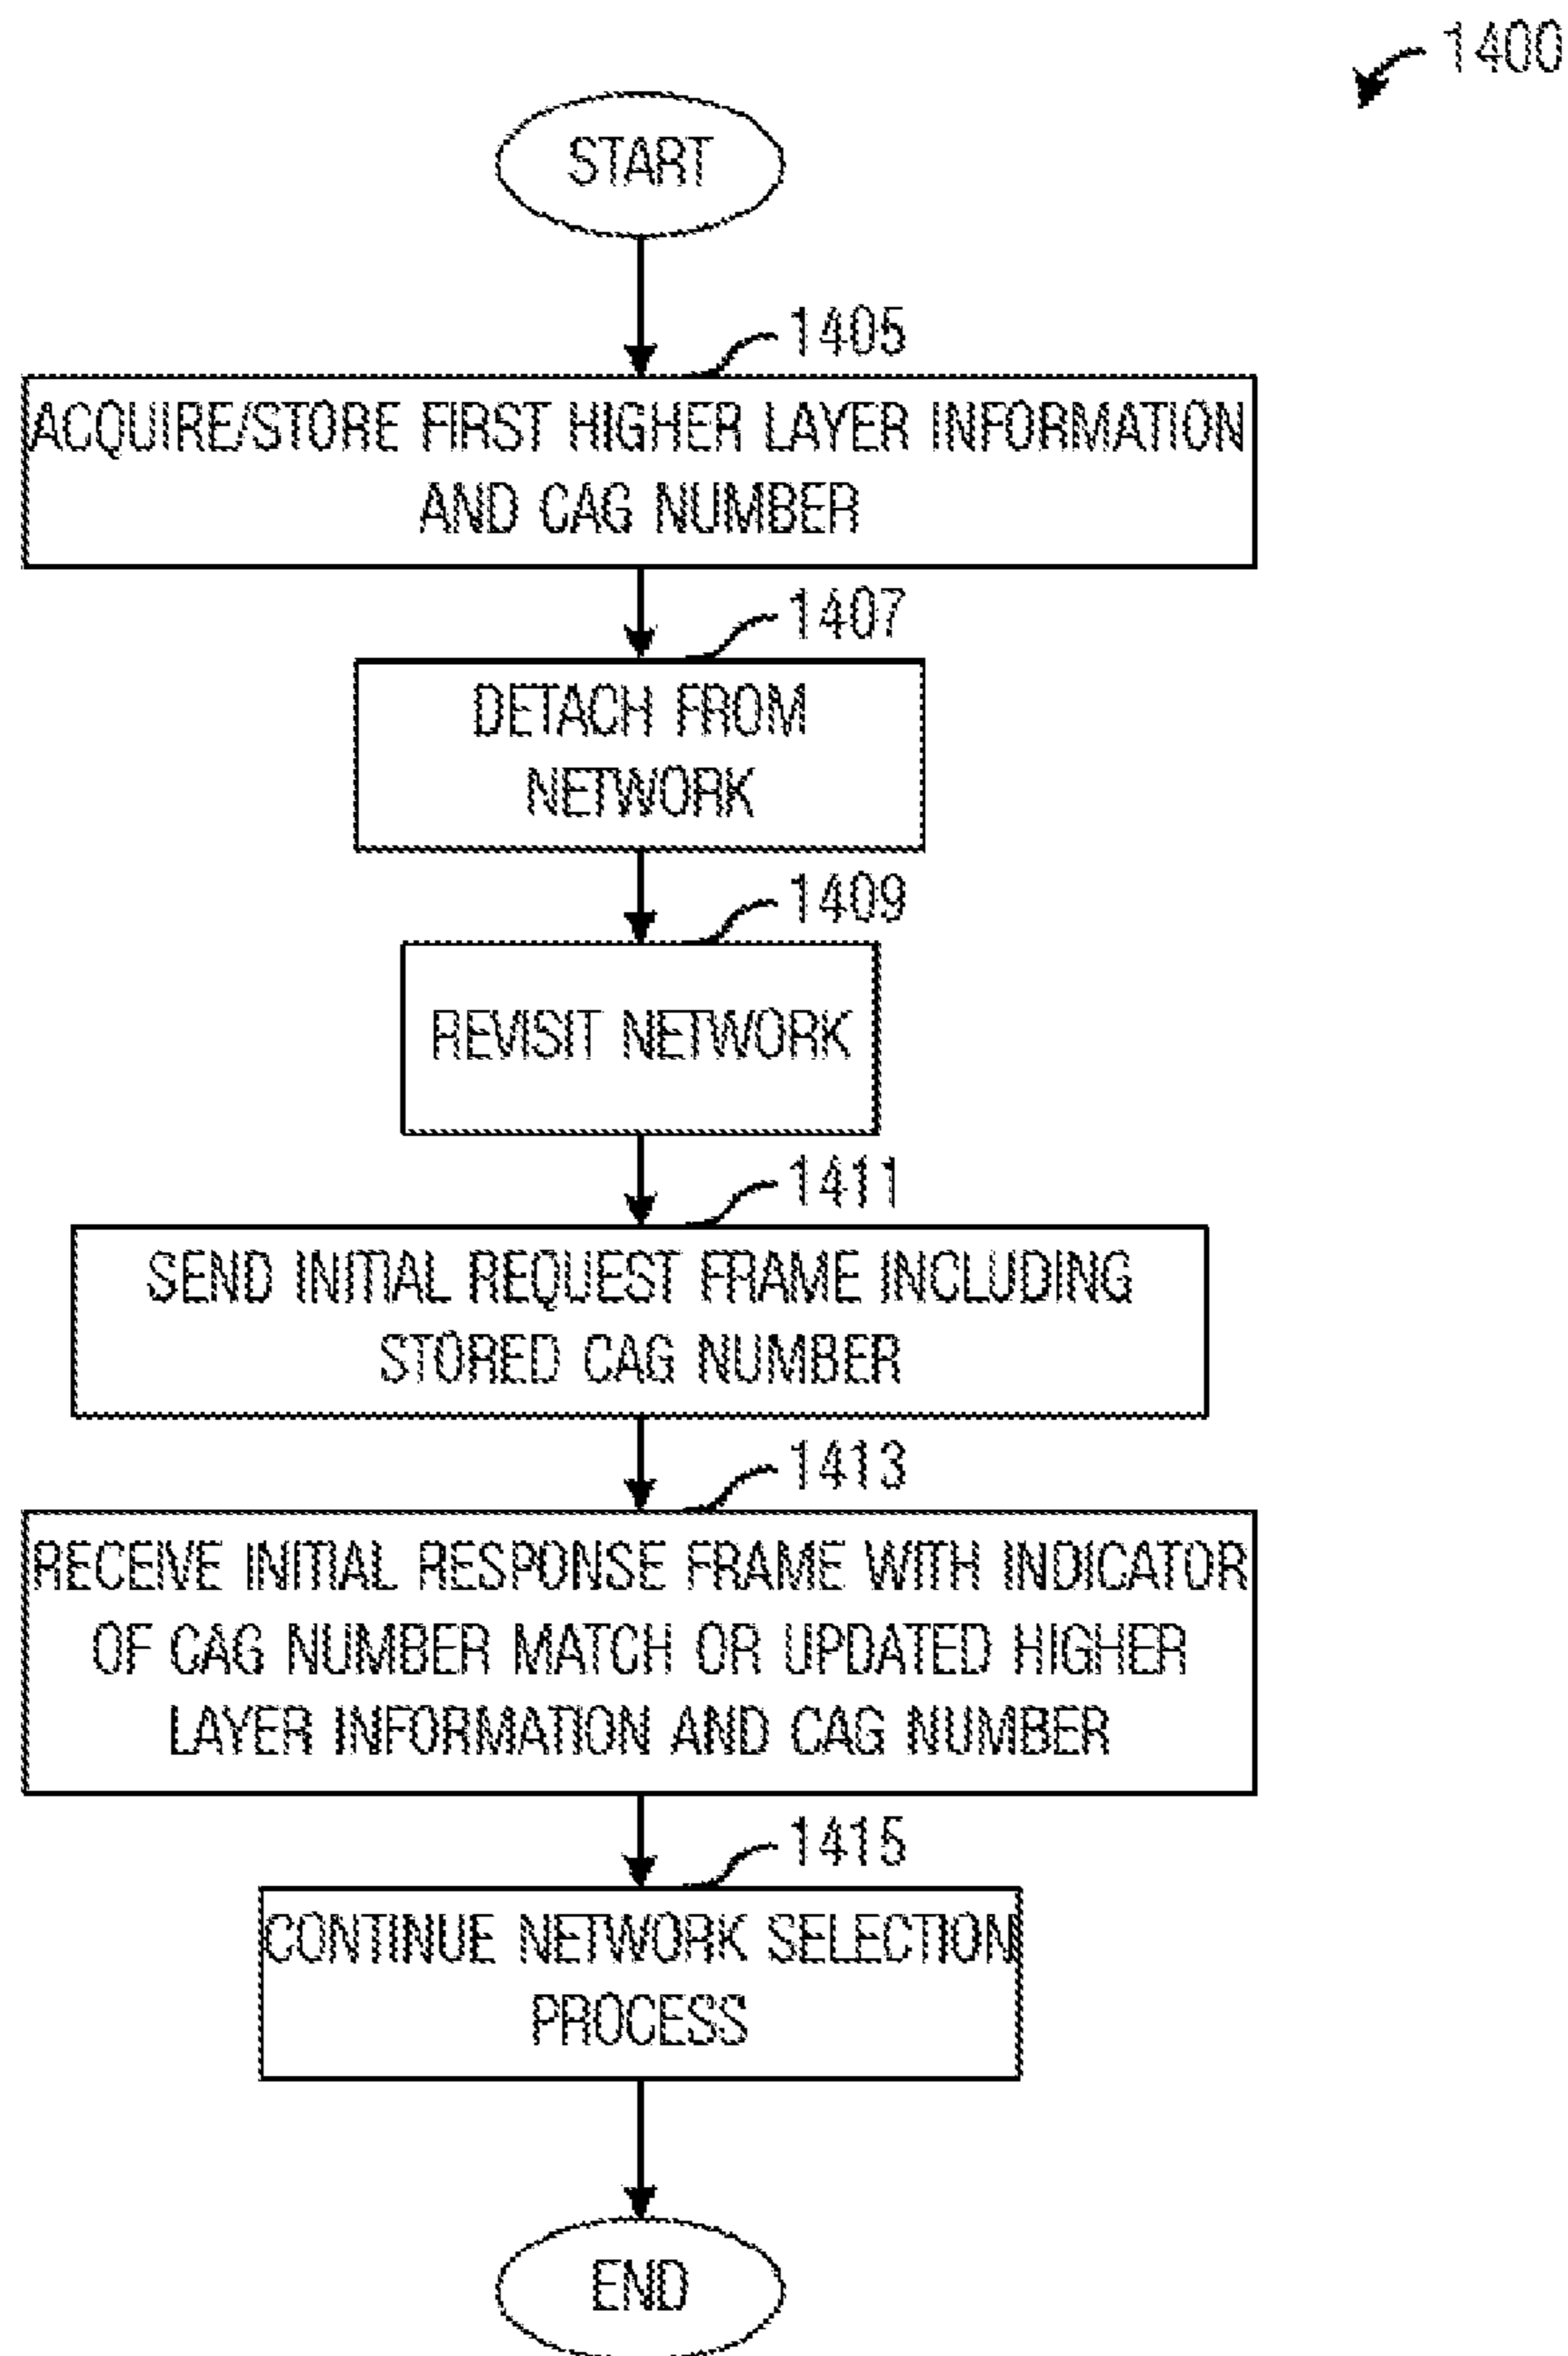 1400
START
1405
ACQUIRE/STORE FIRST HIGHER LAYER INFORMATION
AND CAG NUMBER
1407
DETACH FROM
NETWORK
1409
REVISIT NETWORK
1411
SEND INITIAL REQUEST FRAME INCLUDING
STORED CAG NUMBER
1413
RECEIVE INITIAL RESPONSE FRAME WITH INDICATOR
OF CAG NUMBER MATCH OR UPDATED HIGHER
LAYER INFORMATION AND CAG NUMBER
1415
CONTINUE NETWORK SELECTION
PROCESS
END